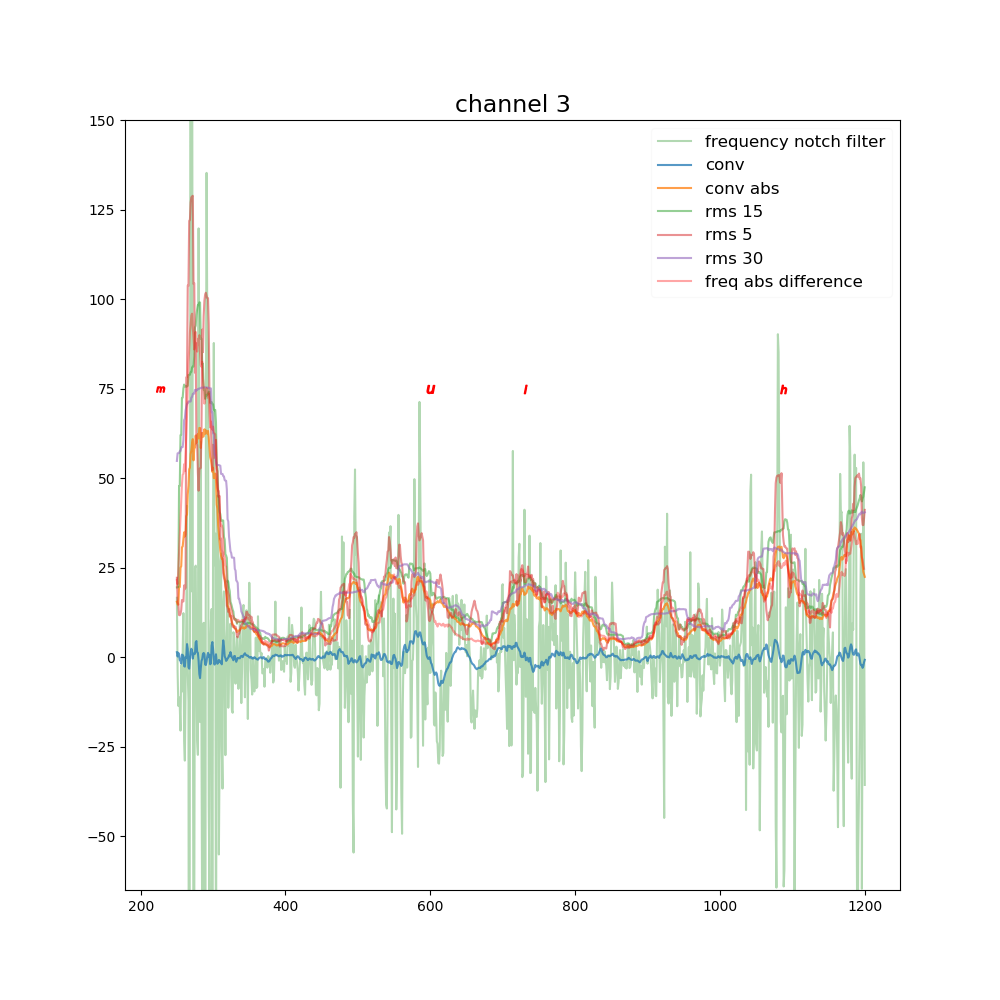 channel 3
150
125
100
75
50
25
0
−25
−50
200 400 600 800 1000 1200
frequency notch filter
conv
conv abs
rms 15
rms 5
rms 30
freq abs difference
m U l h